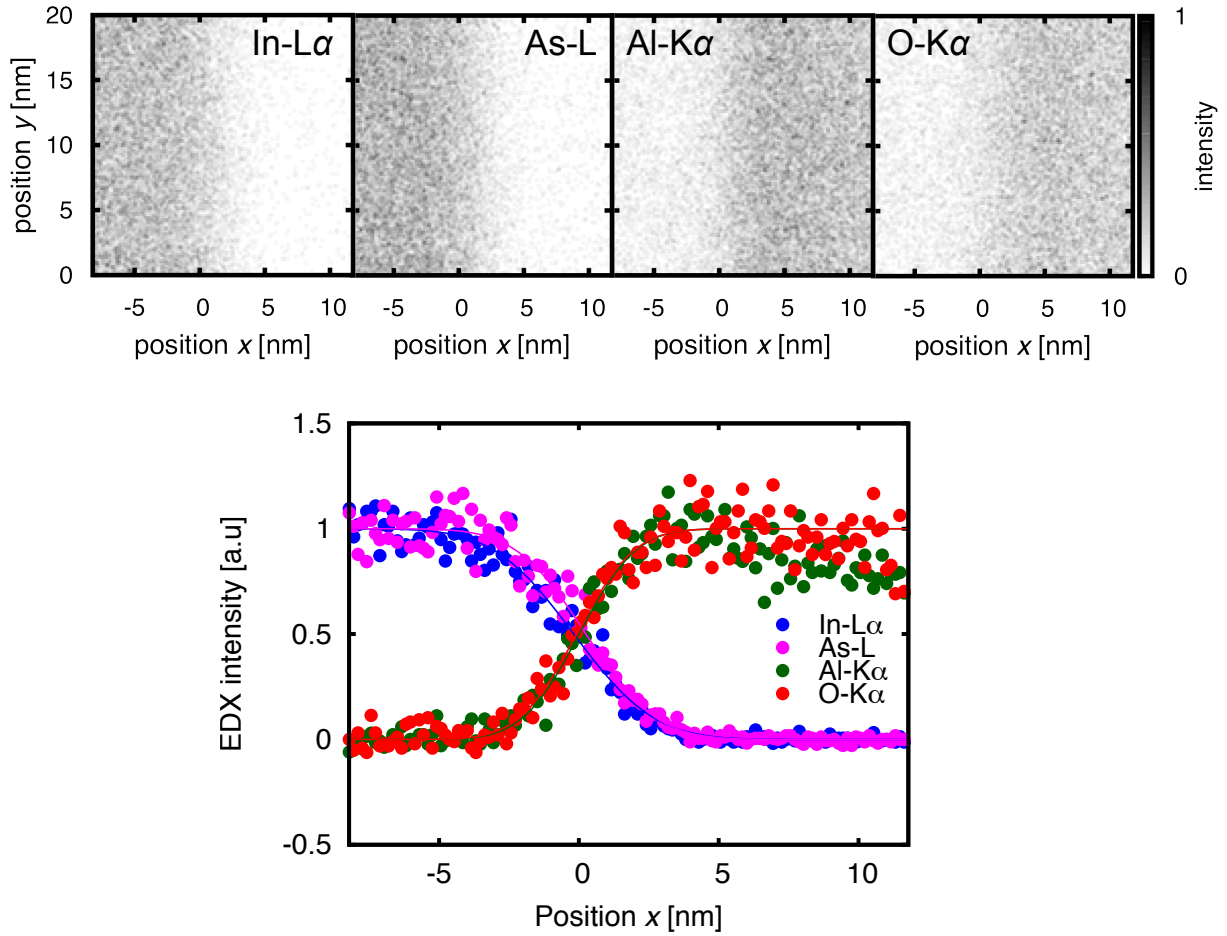 20
15
10
5
0
position y [nm]
In-Lα
As-L
Al-Kα
O-Kα
1
0
intensity
-5 0 5 10
-5 0 5 10
-5 0 5 10
-5 0 5 10
position x [nm]
position x [nm]
position x [nm]
position x [nm]
1.5
1
0.5
0
-0.5
EDX intensity [a.u]
In-Lα
As-L
Al-Kα
O-Kα
-5 0 5 10
Position x [nm]